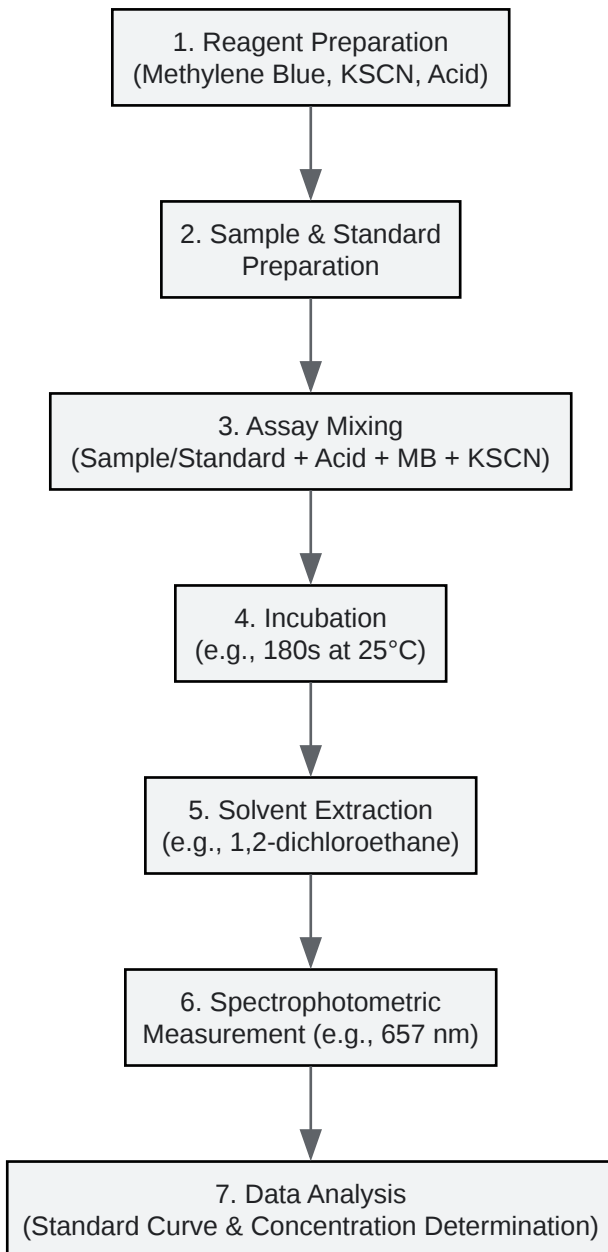 1. Reagent Preparation
(Methylene Blue, KSCN, Acid)
2. Sample & Standard
Preparation
3. Assay Mixing
(Sample/Standard + Acid + MB + KSCN)
4. Incubation
(e.g., 180s at 25°C)
5. Solvent Extraction
(e.g., 1,2-dichloroethane)
6. Spectrophotometric
Measurement (e.g., 657 nm)
7. Data Analysis
(Standard Curve & Concentration Determination)